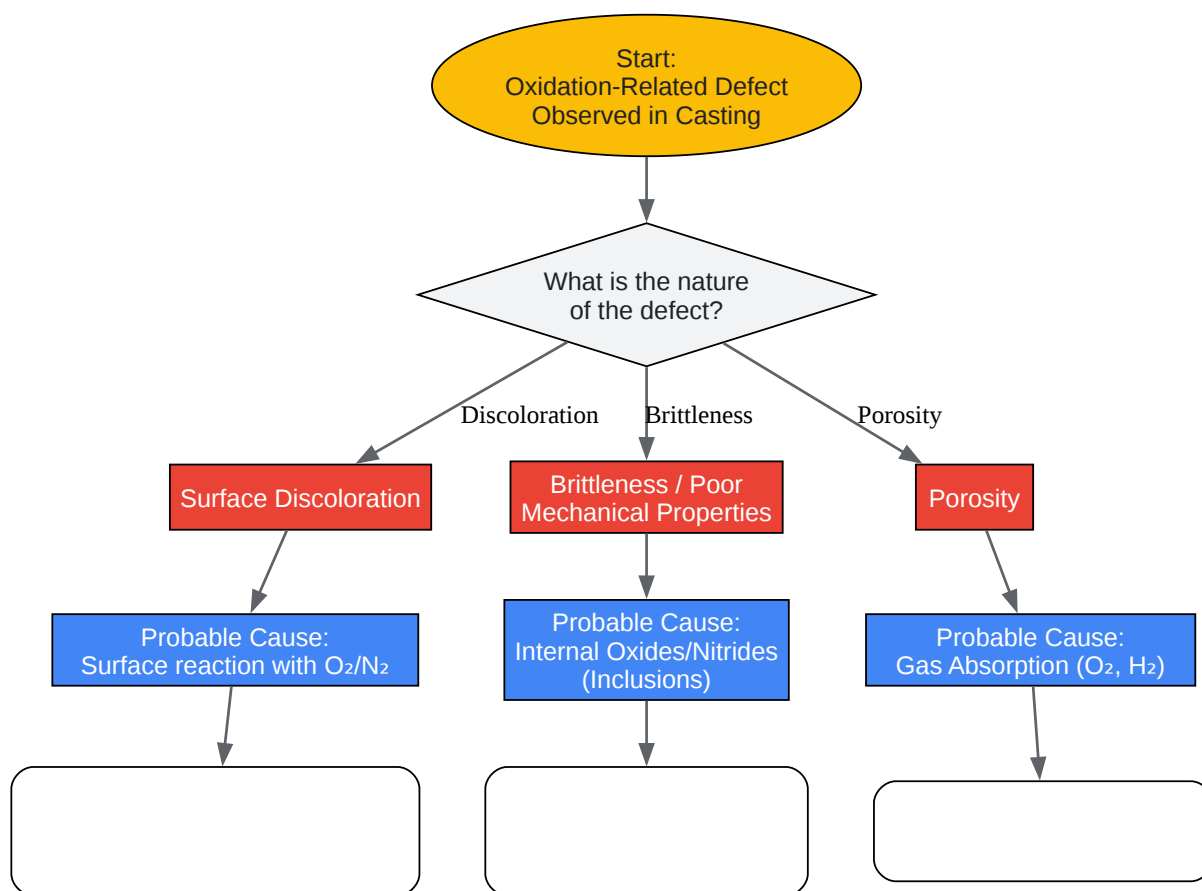 Start:
Oxidation-Related Defect
Observed in Casting
What is the nature
of the defect?
Discoloration
Brittleness
Porosity
Surface Discoloration
Brittleness / Poor
Mechanical Properties
Porosity
Probable Cause:
Surface reaction with O₂/N₂
Probable Cause:
Internal Oxides/Nitrides
(Inclusions)
Probable Cause:
Gas Absorption (O₂, H₂)